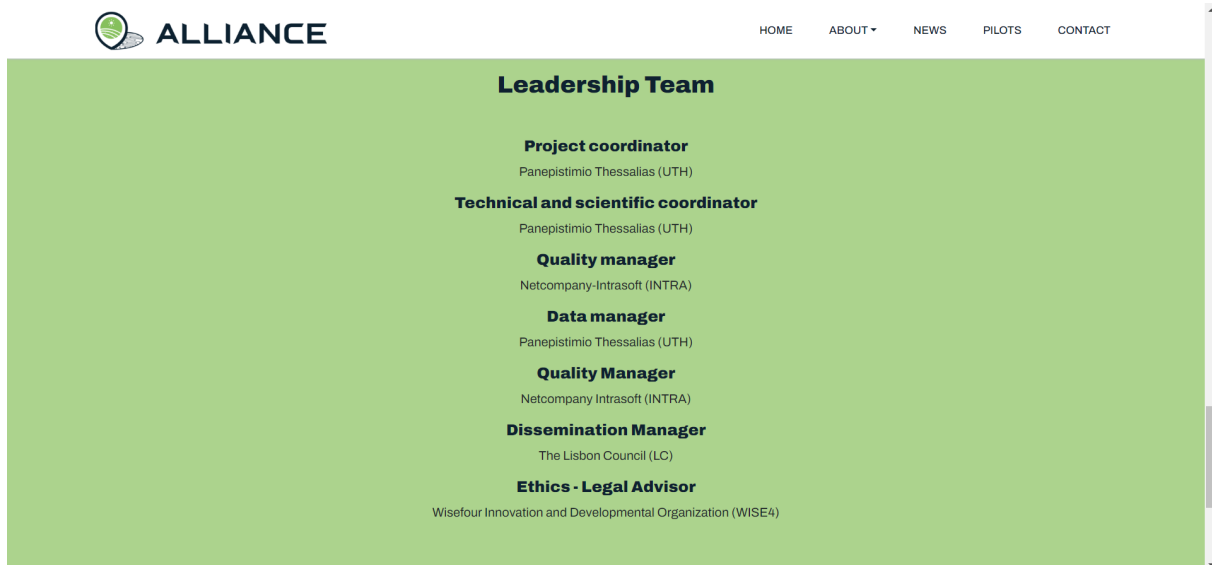 ALLIANCE
HOME ABOUT NEWS PILOTS CONTACT
Leadership Team
Project coordinator
Panepistimio Thessalias (UTH)
Technical and scientific coordinator
Panepistimio Thessalias (UTH)
Quality manager
Netcompany-Intrasoft (INTRA)
Data manager
Panepistimio Thessalias (UTH)
Quality Manager
Netcompany Intrasoft (INTRA)
Dissemination Manager
The Lisbon Council (LC)
Ethics - Legal Advisor
Wisefour Innovation and Developmental Organization (WISE4)